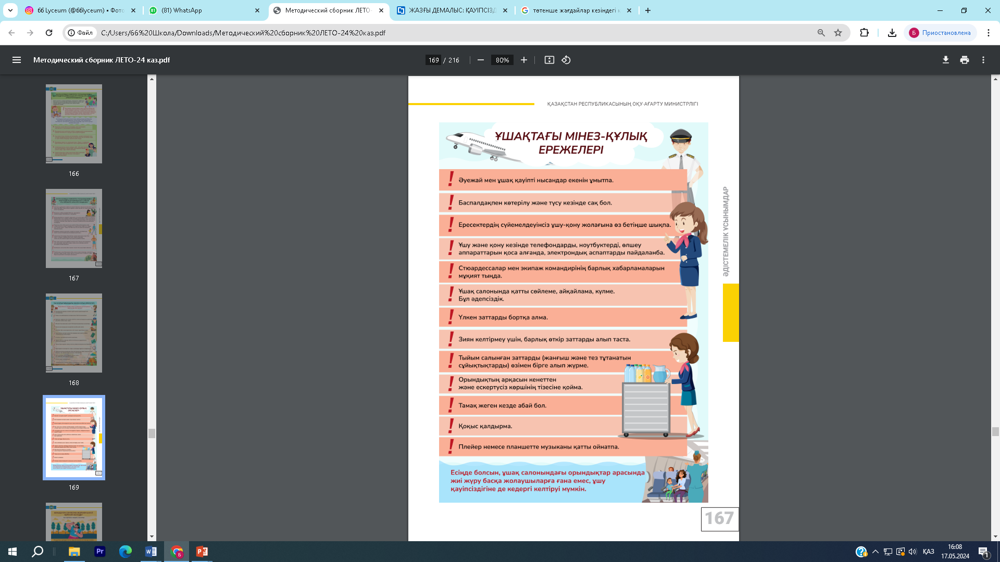 66 Lyceum (@66lyceum) • Фото
(81) WhatsApp
Методический сборник ЛЕТО-
ЖАЗҒЫ ДЕМАЛЫС: ҚАУІПСІЗД
төтенше жағдайлар кезіндегі
Файл
C:/Users/66%20Школа/Downloads/Методический%20сборник%20ЛЕТО-24%20каз.pdf
Б
Приостановлена
Методический сборник ЛЕТО-24 каз.pdf
169 / 216
80%
166
167
168
169
ҚАЗАҚСТАН РЕСПУБЛИКАСЫНЫҢ ОҚУ-АҒАРТУ МИНИСТРЛІГІ
ҰШАҚТАҒЫ МІНЕЗ-ҚҰЛЫҚ
ЕРЕЖЕЛЕРІ
! Әуежай мен ұшақ қауіпті нысандар екенін ұмытпа.
! Баспалдақпен көтерілу және түсу кезінде сақ бол.
! Ересектердің сүйемелдеуінсіз ұшу-қону жолағына өз бетіңше шықпа.
! Ұшу және қону кезінде телефондарды, ноутбуктерді, өлшеу
аппараттарын қоса алғанда, электрондық аспаптарды пайдаланба.
! Стюардессалар мен экипаж командирінің барлық хабарламаларын
мұқият тыңда.
! Ұшақ салонында қатты сөйлеме, айқайлама, күлме.
Бұл әдепсіздік.
! Үлкен заттарды бортқа алма.
! Зиян келтірмеу үшін, барлық өткір заттарды алып таста.
! Тыйым салынған заттарды (жанғыш және тез тұтанатын
сұйықтықтарды) өзімен бірге алып жүрме.
! Орындықтың арқасын кенеттен
және ескертусіз көршінің тізесіне қойма.
! Тамақ жеген кезде абай бол.
! Қоқыс қалдырма.
! Плейер немесе планшетте музыканы қатты ойнатпа.
Есіңде болсын, ұшақ салонындағы орындықтар арасында
жиі жүру басқа жолаушыларға ғана емес, ұшу
қауіпсіздігіне де кедергі келтіруі мүмкін.
ӘДІСТЕМЕЛІК ҰСЫНЫМДАР
167
Pr
ҚАЗ
16:08
17.05.2024
1